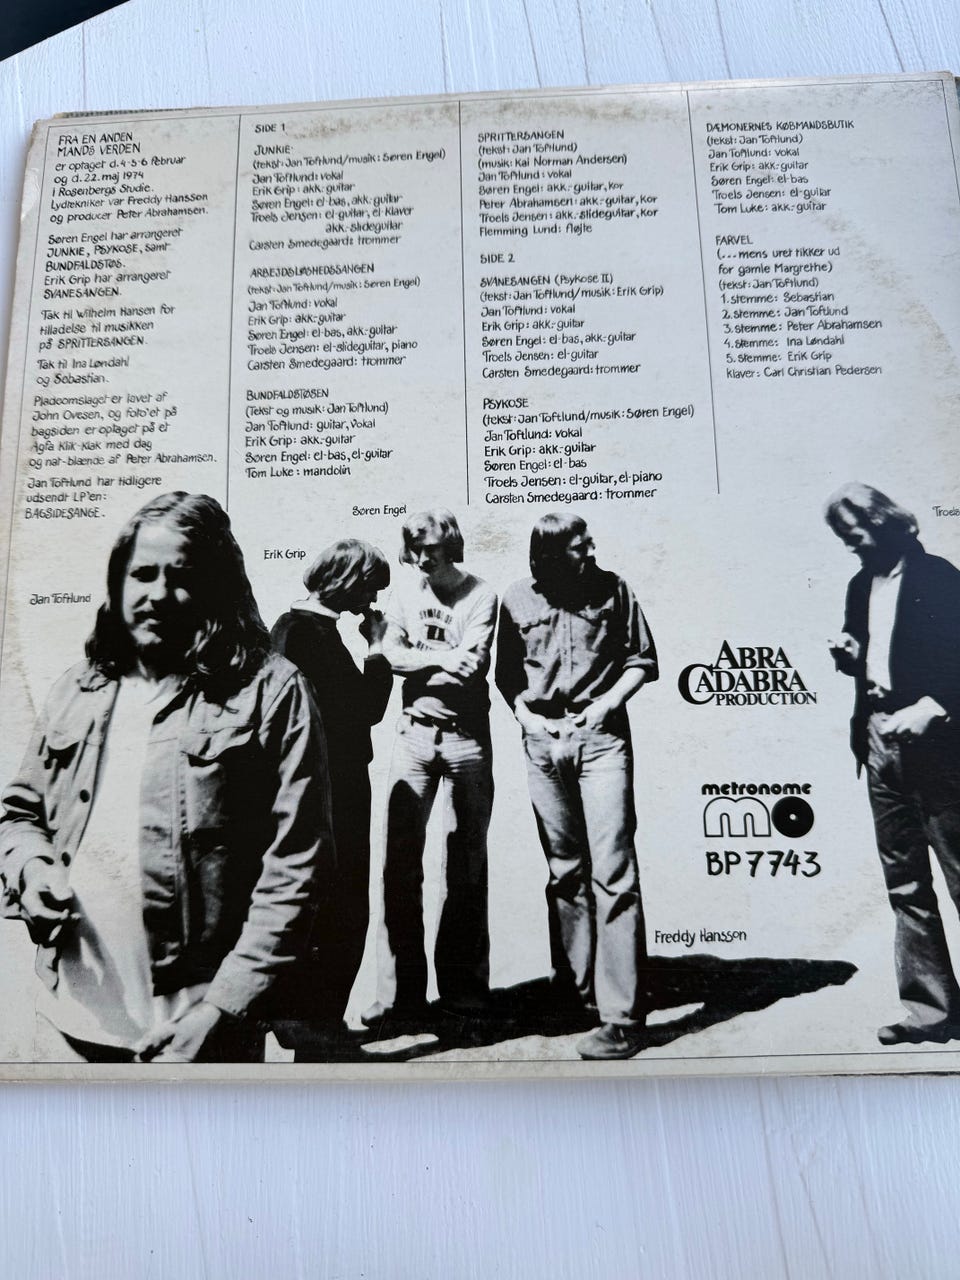 FRA EN ANDEN
MANDS VERDEN
er optaget d. 4-5-6 februar
og d. 22. maj 1974
i Rosenbergs Studie.
Lydtekniker var Freddy Hansson
og producer Peter Abrahamsen.
Søren Engel har arrangeret
JUNKIE, PSYKOSE, samt
BUNDFALDSTØS.
Erik Grip har arrangeret
SVANESANGEN.
Tak til Wilhelm Hansen for
tilladelse til musikken
på SPRITTERSANGEN.
Tak til Ina Løndahl
og Sebastian.
Pladeomslaget er lavet af
John Ovesen, og foto'et på
bagsiden er optaget på et
Agfa Klik-Klak med dag
og nat-blænde af Peter Abrahamsen.
Jan Toftlund har tidligere
udsendt LP'en:
BAGSIDESANGE.
SIDE 1
JUNKIE
(tekst: Jan Toftlund/musik: Søren Engel)
Jan Toftlund: vokal
Erik Grip: akk-guitar
Søren Engel: el-bas, akk-guitar
Troels Jensen: el-guitar, el-klaver
akk-slideguitar
Carsten Smedegaard: trommer
ARBEJDSLØSHEDSSANGEN
(tekst: Jan Toftlund/musik: Søren Engel)
Jan Toftlund: vokal
Erik Grip: akk-guitar
Søren Engel: el-bas, akk-guitar
Troels Jensen: el-slideguitar, piano
Carsten Smedegaard: trommer
BUNDFALDSTØSEN
(Tekst og musik: Jan Toftlund)
Jan Toftlund: guitar, vokal
Erik Grip: akk-guitar
Søren Engel: el-bas, el-guitar
Tom Luke: mandolin
SPRITTERSANGEN
(tekst: Jan Toftlund)
(musik: Kai Norman Andersen)
Jan Toftlund: vokal
Søren Engel: akk-guitar, kor
Peter Abrahamsen: akk-guitar, Kor
Troels Jensen: akk.-slideguitar, Kor
Flemming Lund: fløjte
SIDE 2
SVANESANGEN (Psykose II)
(tekst: Jan Toftlund/musik: Erik Grip)
Jan Toftlund: vokal
Erik Grip: akk-guitar
Søren Engel: el-bas, akk-guitar
Troels Jensen: el-guitar
Carsten Smedegaard: trommer
PSYKOSE
(tekst: Jan Toftlund/musik: Søren Engel)
Jan Toftlund: vokal
Erik Grip: akk-guitar
Søren Engel: el-bas
Troels Jensen: el-guitar, el-piano
Carsten Smedegaard: trommer
DÆMONERNES KØBMANDSBUTIK
(tekst: Jan Toftlund)
Jan Toftlund: vokal
Erik Grip: akk-guitar
Søren Engel: el-bas
Troels Jensen: el-guitar
Tom Luke: akk-guitar
FARVEL
(... mens uret tikker ud
for gamle Margrethe)
(tekst: Jan Toftlund)
1. stemme: Sebastian
2. stemme: Jan Toftlund
3. stemme: Peter Abrahamsen
4. stemme: Ina Løndahl
5. stemme: Erik Grip
klaver: Carl Christian Pedersen
Jan Toftlund
Erik Grip
Søren Engel
Troels
ABRA
CADABRA
PRODUCTION
metronome
mo
BP 7743
Freddy Hansson